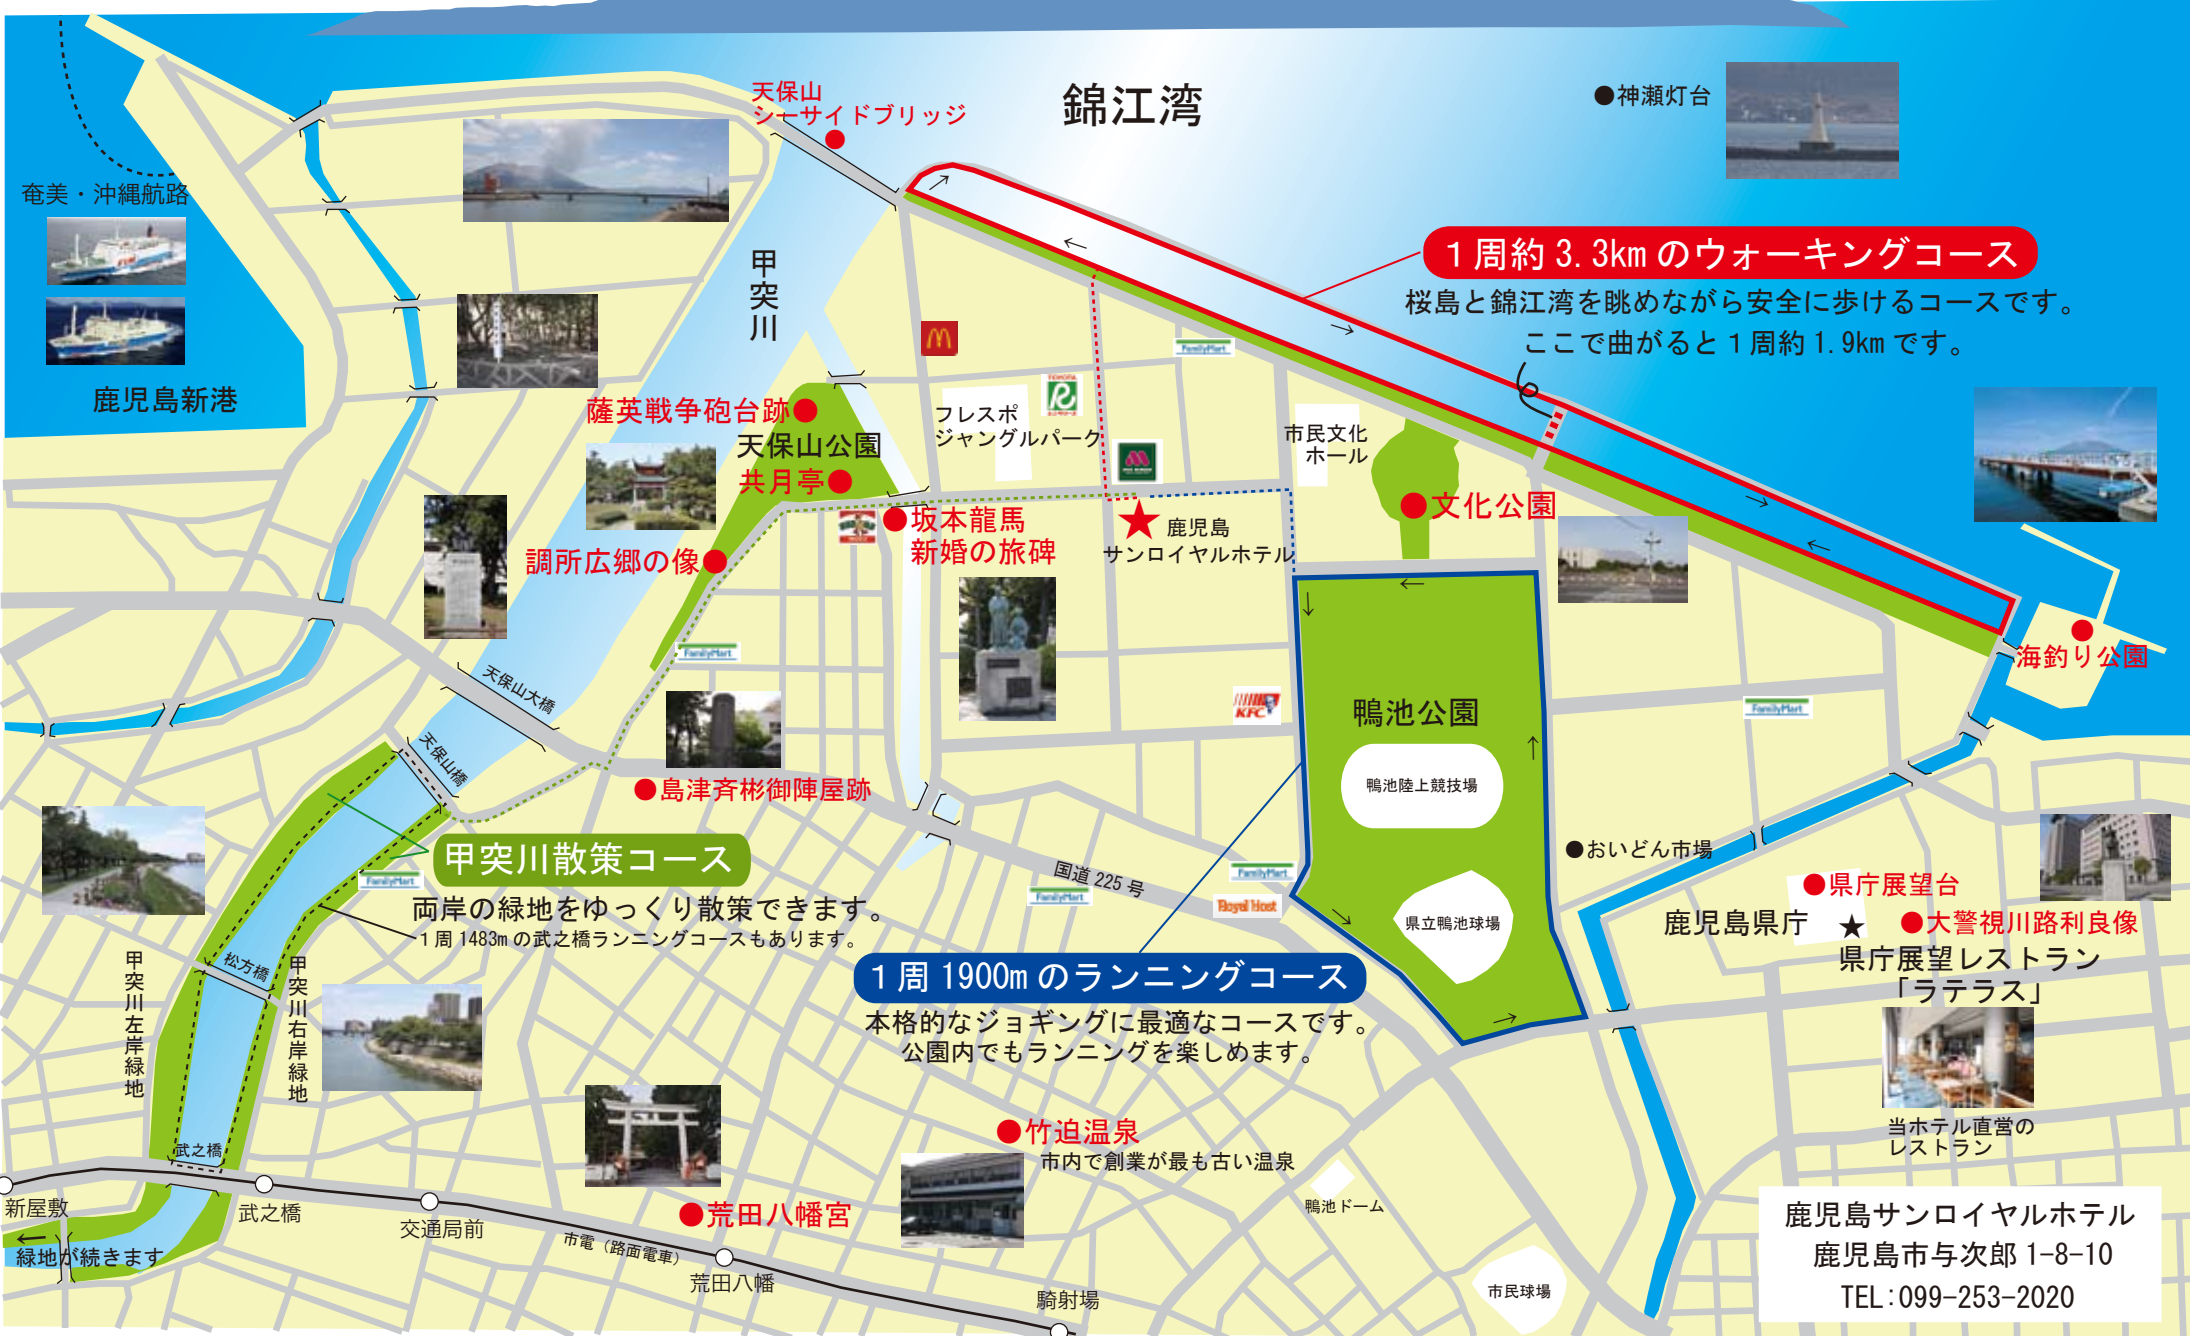 天保山
シーサイドブリッジ
錦江湾
●神瀬灯台
奄美・沖縄航路
鹿児島新港
甲突川
1周約3.3kmのウォーキングコース
桜島と錦江湾を眺めながら安全に歩けるコースです。
ここで曲がると1周約1.9kmです。
FamilyMart
薩英戦争砲台跡●
天保山公園
共月亭●
フレスポ
ジャングルパーク
市民文化
ホール
●文化公園
●坂本龍馬
新婚の旅碑
鹿児島
サンロイヤルホテル
調所広郷の像●
海釣り公園
FamilyMart
天保山大橋
天保山橋
KFC
鴨池公園
FamilyMart
鴨池陸上競技場
●島津斉彬御陣屋跡
甲突川散策コース
両岸の緑地をゆっくり散策できます。
1周1483mの武之橋ランニングコースもあります。
FamilyMart
国道225号
FamilyMart
FamilyMart
Royal Host
県立鴨池球場
●おいどん市場
●県庁展望台
鹿児島県庁 ★
●大警視川路利良像
県庁展望レストラン
「ラテラス」
当ホテル直営の
レストラン
甲突川左岸緑地
松方橋
甲突川右岸緑地
1周1900mのランニングコース
本格的なジョギングに最適なコースです。
公園内でもランニングを楽しめます。
武之橋
新屋敷
武之橋
交通局前
市電（路面電車）
荒田八幡
騎射場
緑地が続きます
●荒田八幡宮
●竹迫温泉
市内で創業が最も古い温泉
鴨池ドーム
市民球場
鹿児島サンロイヤルホテル
鹿児島市与次郎1-8-10
TEL:099-253-2020